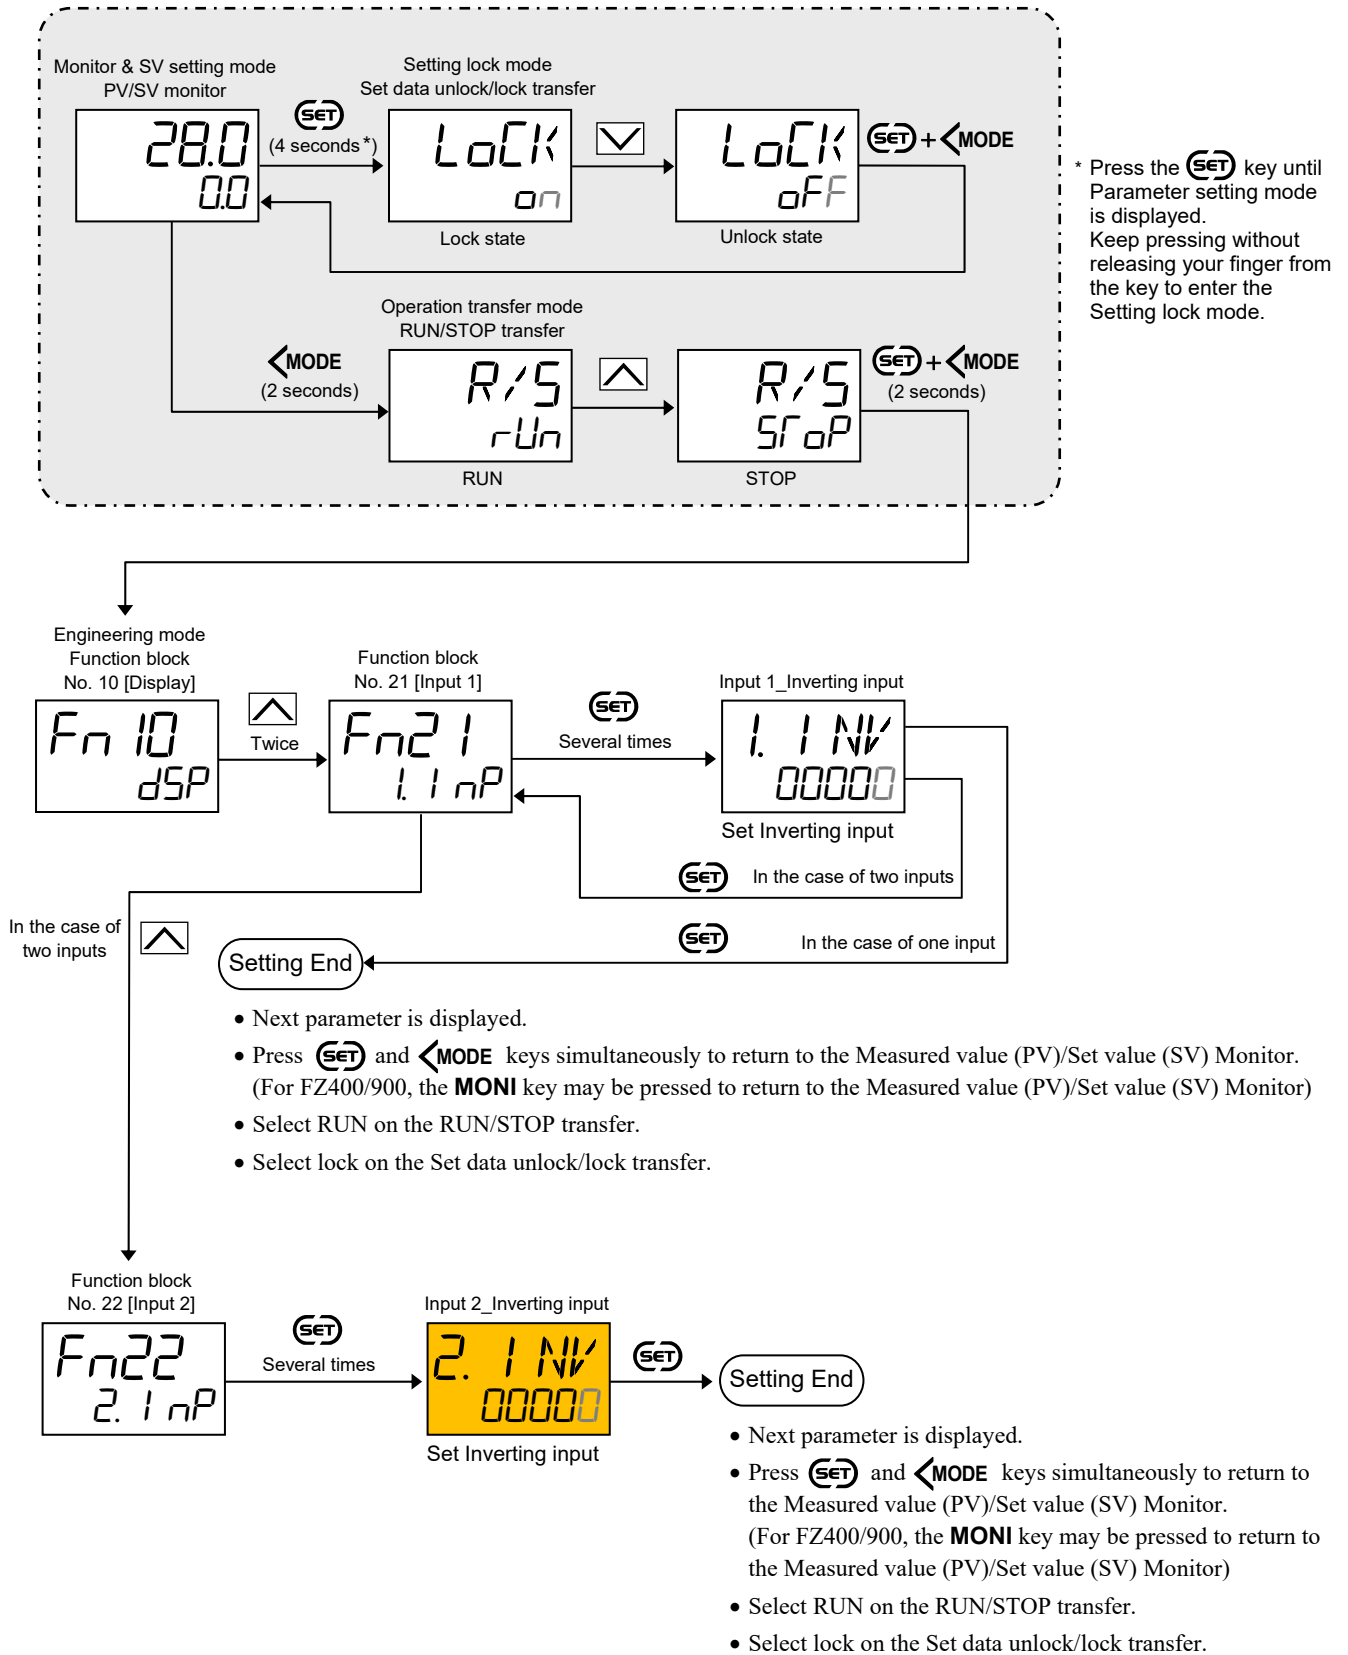 Monitor & SV setting mode
PV/SV monitor
28.0
0.0
SET
(4 seconds*)
Setting lock mode
Set data unlock/lock transfer
LoCK
on
Lock state
LoCK
oFF
Unlock state
SET + <MODE
* Press the SET key until
Parameter setting mode
is displayed.
Keep pressing without
releasing your finger from
the key to enter the
Setting lock mode.
<MODE
(2 seconds)
Operation transfer mode
RUN/STOP transfer
R/S
rUn
RUN
R/S
SToP
STOP
SET + <MODE
(2 seconds)
Engineering mode
Function block
No. 10 [Display]
Fn10
dSP
Twice
Function block
No. 21 [Input 1]
Fn21
1.InP
SET
Several times
Input 1_Inverting input
1.INV
00000
Set Inverting input
SET In the case of two inputs
SET In the case of one input
In the case of
two inputs
Setting End
• Next parameter is displayed.
• Press SET and <MODE keys simultaneously to return to the Measured value (PV)/Set value (SV) Monitor.
(For FZ400/900, the MONI key may be pressed to return to the Measured value (PV)/Set value (SV) Monitor)
• Select RUN on the RUN/STOP transfer.
• Select lock on the Set data unlock/lock transfer.
Function block
No. 22 [Input 2]
Fn22
2.InP
SET
Several times
Input 2_Inverting input
2.INV
00000
Set Inverting input
SET
Setting End
• Next parameter is displayed.
• Press SET and <MODE keys simultaneously to return to
the Measured value (PV)/Set value (SV) Monitor.
(For FZ400/900, the MONI key may be pressed to return to
the Measured value (PV)/Set value (SV) Monitor)
• Select RUN on the RUN/STOP transfer.
• Select lock on the Set data unlock/lock transfer.